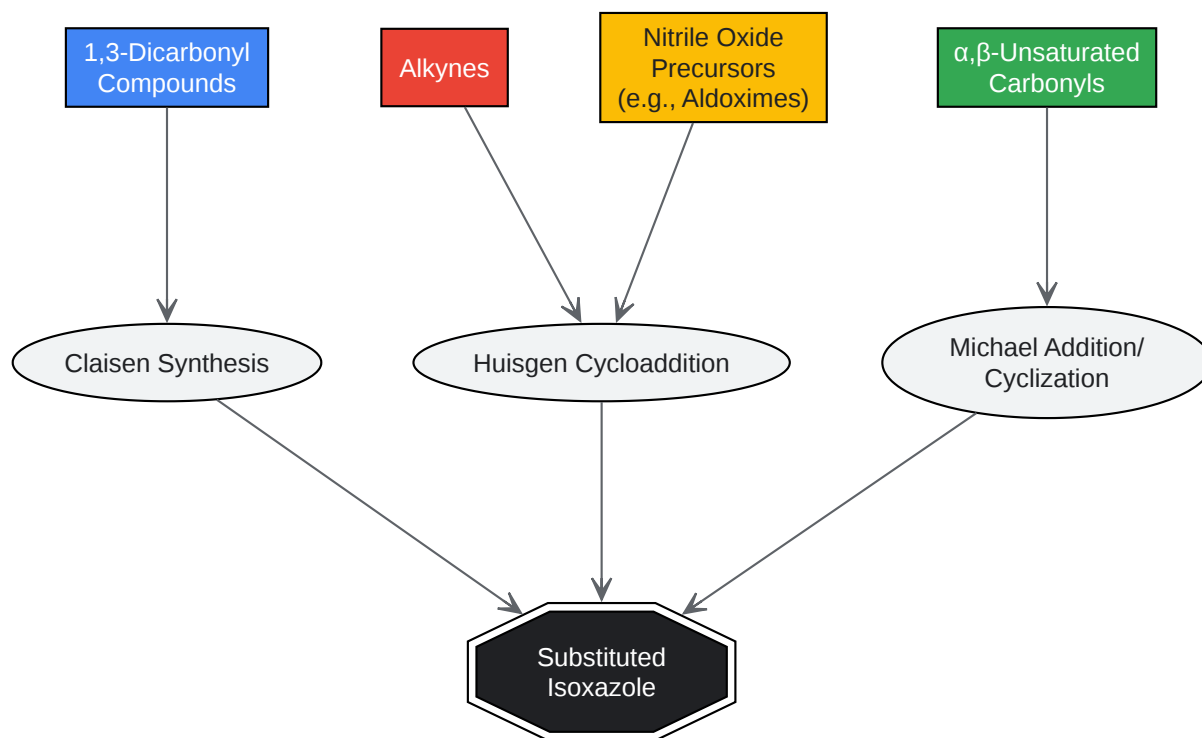 1,3-Dicarbonyl
Compounds
Alkynes
Nitrile Oxide
Precursors
(e.g., Aldoximes)
α,β-Unsaturated
Carbonyls
Claisen Synthesis
Huisgen Cycloaddition
Michael Addition/
Cyclization
Substituted
Isoxazole